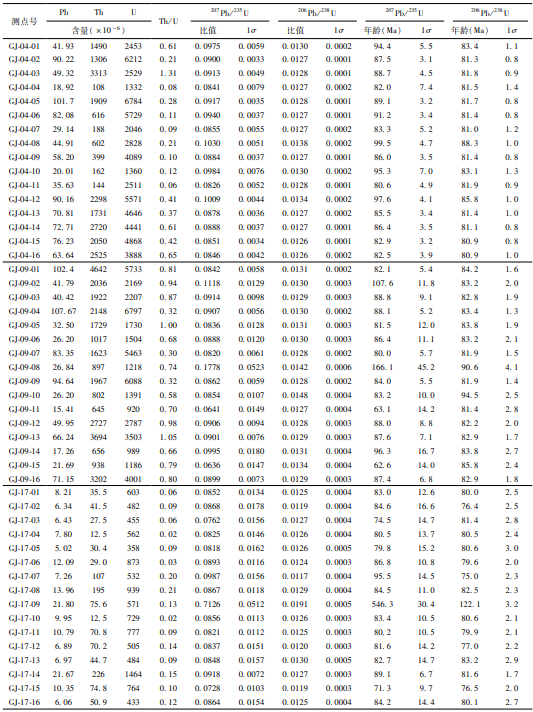 测点号 Pb Th U Th/U ²⁰⁷Pb/²³⁵U ²⁰⁶Pb/²³⁸U ²⁰⁷Pb/²³⁵U ²⁰⁶Pb/²³⁸U
含量(×10⁻⁶) 比值 1σ 比值 1σ 年龄(Ma) 1σ 年龄(Ma) 1σ
GJ-04-01 41.93 1490 2453 0.61 0.0975 0.0059 0.0130 0.0002 94.4 5.5 83.4 1.1
GJ-04-02 90.22 1306 6212 0.21 0.0900 0.0033 0.0127 0.0001 87.5 3.1 81.3 0.8
GJ-04-03 49.32 3313 2529 1.31 0.0913 0.0049 0.0128 0.0001 88.7 4.5 81.8 0.9
GJ-04-04 18.92 108 1332 0.08 0.0841 0.0079 0.0127 0.0002 82.0 7.4 81.5 1.4
GJ-04-05 101.7 1909 6784 0.28 0.0917 0.0035 0.0128 0.0001 89.1 3.2 81.7 0.8
GJ-04-06 82.08 616 5729 0.11 0.0940 0.0037 0.0127 0.0001 91.2 3.4 81.4 0.8
GJ-04-07 29.14 188 2046 0.09 0.0855 0.0055 0.0127 0.0002 83.3 5.2 81.0 1.2
GJ-04-08 44.91 602 2828 0.21 0.1030 0.0051 0.0138 0.0002 99.5 4.7 88.3 1.0
GJ-04-09 58.20 399 4089 0.10 0.0884 0.0037 0.0127 0.0001 86.0 3.5 81.4 0.8
GJ-04-10 20.01 162 1360 0.12 0.0984 0.0076 0.0130 0.0002 95.3 7.0 83.1 1.3
GJ-04-11 35.63 144 2511 0.06 0.0826 0.0052 0.0128 0.0001 80.6 4.9 81.9 0.9
GJ-04-12 90.16 2298 5571 0.41 0.1009 0.0044 0.0134 0.0002 97.6 4.1 85.8 1.0
GJ-04-13 70.81 1731 4646 0.37 0.0878 0.0036 0.0127 0.0002 85.5 3.4 81.4 1.0
GJ-04-14 72.71 2720 4441 0.61 0.0888 0.0037 0.0127 0.0001 86.4 3.5 81.1 0.8
GJ-04-15 76.23 2050 4868 0.42 0.0851 0.0034 0.0126 0.0001 82.9 3.2 80.9 0.8
GJ-04-16 63.64 2525 3888 0.65 0.0846 0.0042 0.0126 0.0002 82.5 3.9 80.9 1.0
GJ-09-01 102.4 4642 5733 0.81 0.0842 0.0058 0.0131 0.0002 82.1 5.4 84.2 1.6
GJ-09-02 41.79 2036 2169 0.94 0.1118 0.0129 0.0130 0.0003 107.6 11.8 83.2 2.0
GJ-09-03 40.42 1922 2207 0.87 0.0914 0.0098 0.0129 0.0003 88.8 9.1 82.8 1.9
GJ-09-04 107.67 2148 6797 0.32 0.0907 0.0056 0.0130 0.0002 88.1 5.2 83.4 1.3
GJ-09-05 32.50 1729 1730 1.00 0.0836 0.0128 0.0131 0.0003 81.5 12.0 83.8 1.9
GJ-09-06 26.20 1017 1504 0.68 0.0888 0.0120 0.0130 0.0003 86.4 11.1 83.2 2.1
GJ-09-07 83.35 1623 5463 0.30 0.0820 0.0061 0.0128 0.0002 80.0 5.7 81.9 1.5
GJ-09-08 26.84 897 1218 0.74 0.1778 0.0523 0.0142 0.0006 166.1 45.2 90.6 4.1
GJ-09-09 94.64 1967 6088 0.32 0.0862 0.0059 0.0128 0.0002 84.0 5.5 81.9 1.4
GJ-09-10 26.20 802 1391 0.58 0.0854 0.0107 0.0148 0.0004 83.2 10.0 94.5 2.5
GJ-09-11 15.41 645 920 0.70 0.0641 0.0149 0.0127 0.0004 63.1 14.2 81.4 2.8
GJ-09-12 49.95 2727 2787 0.98 0.0906 0.0094 0.0128 0.0003 88.0 8.8 82.2 2.0
GJ-09-13 66.24 3694 3503 1.05 0.0901 0.0076 0.0129 0.0003 87.6 7.1 82.9 1.7
GJ-09-14 17.26 656 989 0.66 0.0995 0.0180 0.0131 0.0004 96.3 16.7 83.8 2.7
GJ-09-15 21.69 938 1186 0.79 0.0636 0.0147 0.0134 0.0004 62.6 14.0 85.8 2.4
GJ-09-16 71.15 3202 4001 0.80 0.0899 0.0073 0.0129 0.0003 87.4 6.8 82.9 1.8
GJ-17-01 8.21 35.5 603 0.06 0.0852 0.0134 0.0125 0.0004 83.0 12.6 80.0 2.5
GJ-17-02 6.34 41.5 482 0.09 0.0868 0.0178 0.0119 0.0004 84.6 16.6 76.4 2.5
GJ-17-03 6.43 27.5 455 0.06 0.0762 0.0156 0.0127 0.0004 74.5 14.7 81.4 2.8
GJ-17-04 7.80 12.5 562 0.02 0.0825 0.0146 0.0126 0.0004 80.5 13.7 80.5 2.4
GJ-17-05 5.02 30.4 358 0.09 0.0818 0.0162 0.0126 0.0005 79.8 15.2 80.6 3.0
GJ-17-06 12.09 29.0 873 0.03 0.0893 0.0116 0.0124 0.0003 86.8 10.8 79.6 2.0
GJ-17-07 7.26 107 532 0.20 0.0987 0.0156 0.0117 0.0004 95.5 14.5 75.0 2.3
GJ-17-08 13.96 195 939 0.21 0.0867 0.0118 0.0129 0.0004 84.5 11.0 82.5 2.3
GJ-17-09 21.80 75.6 571 0.13 0.7126 0.0512 0.0191 0.0005 546.3 30.4 122.1 3.2
GJ-17-10 9.95 12.5 729 0.02 0.0856 0.0113 0.0126 0.0003 83.4 10.5 80.6 2.1
GJ-17-11 10.79 70.8 777 0.09 0.0821 0.0112 0.0125 0.0003 80.2 10.5 79.9 2.1
GJ-17-12 6.89 70.2 505 0.14 0.0837 0.0151 0.0120 0.0003 81.6 14.2 77.0 2.2
GJ-17-13 6.97 44.7 484 0.09 0.0848 0.0157 0.0130 0.0005 82.7 14.7 83.2 2.9
GJ-17-14 21.67 226 1464 0.15 0.0918 0.0072 0.0127 0.0003 89.1 6.7 81.6 1.7
GJ-17-15 10.35 74.8 764 0.10 0.0728 0.0103 0.0119 0.0003 71.3 9.7 76.5 2.0
GJ-17-16 6.06 50.9 433 0.12 0.0864 0.0154 0.0125 0.0004 84.2 14.4 80.1 2.7